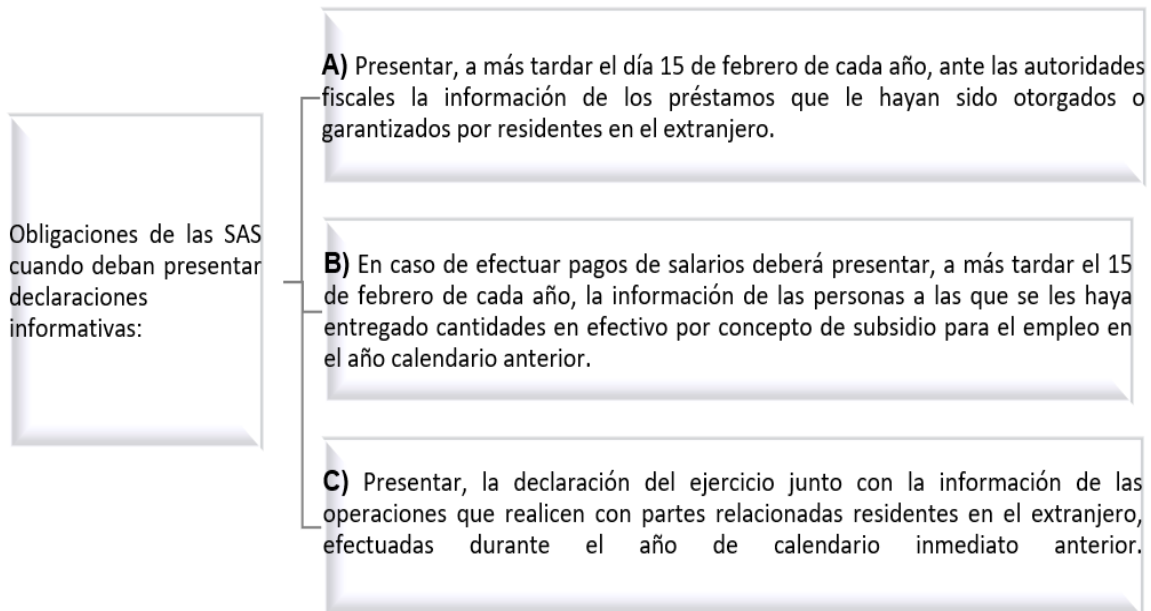 Obligaciones de las SAS
cuando deban presentar
declaraciones
informativas:
A) Presentar, a más tardar el día 15 de febrero de cada año, ante las autoridades
fiscales la información de los préstamos que le hayan sido otorgados o
garantizados por residentes en el extranjero.
B) En caso de efectuar pagos de salarios deberá presentar, a más tardar el 15
de febrero de cada año, la información de las personas a las que se les haya
entregado cantidades en efectivo por concepto de subsidio para el empleo en
el año calendario anterior.
C) Presentar, la declaración del ejercicio junto con la información de las
operaciones que realicen con partes relacionadas residentes en el extranjero,
efectuadas durante el año de calendario inmediato anterior.